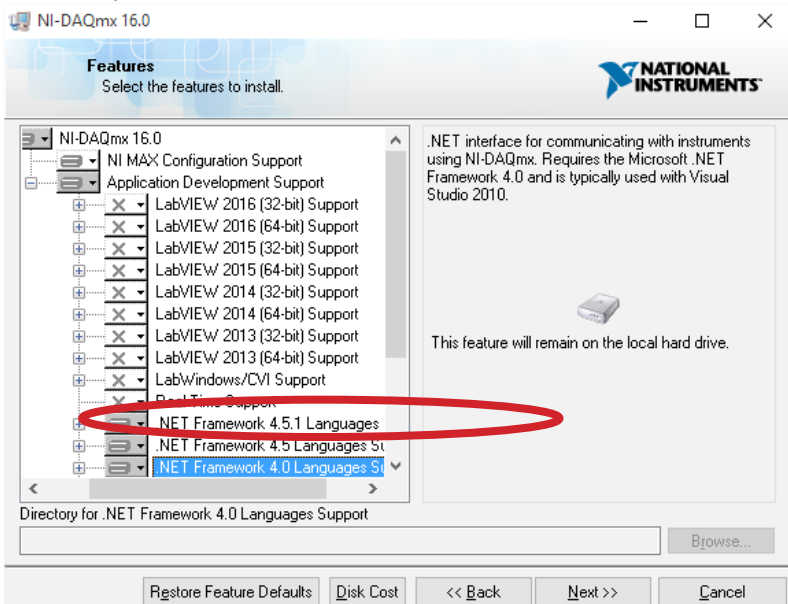 NI-DAQmx 16.0
Features
Select the features to install.
NATIONAL
INSTRUMENTS
NI-DAQmx 16.0
NI MAX Configuration Support
Application Development Support
LabVIEW 2016 (32-bit) Support
LabVIEW 2016 (64-bit) Support
LabVIEW 2015 (32-bit) Support
LabVIEW 2015 (64-bit) Support
LabVIEW 2014 (32-bit) Support
LabVIEW 2014 (64-bit) Support
LabVIEW 2013 (32-bit) Support
LabVIEW 2013 (64-bit) Support
LabWindows/CVI Support
Real-Time Support
.NET Framework 4.5.1 Languages
.NET Framework 4.5 Languages Su
.NET Framework 4.0 Languages Su
.NET interface for communicating with instruments
using NI-DAQmx. Requires the Microsoft .NET
Framework 4.0 and is typically used with Visual
Studio 2010.
This feature will remain on the local hard drive.
Directory for .NET Framework 4.0 Languages Support
Browse...
Restore Feature Defaults
Disk Cost
<< Back
Next >>
Cancel